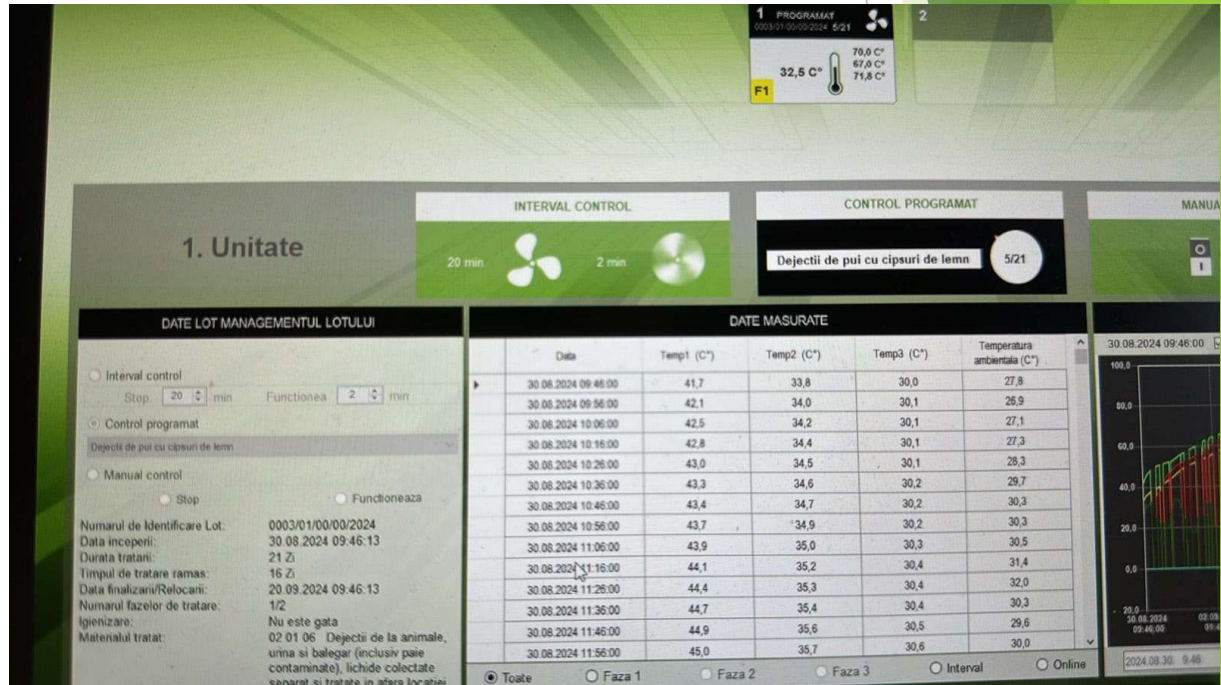 1 PROGRAMAT
0003/01/00/00/2024 5/21
32,5 C°
70,0 C°
67,0 C°
71,8 C°
F1
2
1. Unitate
INTERVAL CONTROL
20 min
2 min
CONTROL PROGRAMAT
Dejectii de pui cu cipsuri de lemn
5/21
MANUA
O
I
DATE LOT MANAGEMENTUL LOTULUI
Interval control
Stop 20 min Functionea 2 min
Control programat
Dejectii de pui cu cipsuri de lemn
Manual control
Stop Functioneaza
Numarul de Identificare Lot: 0003/01/00/00/2024
Data inceperii: 30.08.2024 09:46:13
Durata tratarii: 21 Zi
Timpul de tratare ramas: 16 Zi
Data finalizarii/Relocarii: 20.09.2024 09:46:13
Numarul fazelor de tratare: 1/2
Igienizare: Nu este gata
Materialul tratat: 02 01 06 Dejectii de la animale,
urina si balegar (inclusiv paie
contaminate), lichide colectate
separat si tratate in afara locatiei
DATE MASURATE
Data Temp1 (C°) Temp2 (C°) Temp3 (C°) Temperatura ambientala (C°)
30.08.2024 09:46:00 41,7 33,8 30,0 27,8
30.08.2024 09:56:00 42,1 34,0 30,1 26,9
30.08.2024 10:06:00 42,5 34,2 30,1 27,1
30.08.2024 10:16:00 42,8 34,4 30,1 27,3
30.08.2024 10:26:00 43,0 34,5 30,1 28,3
30.08.2024 10:36:00 43,3 34,6 30,2 29,7
30.08.2024 10:46:00 43,4 34,7 30,2 30,3
30.08.2024 10:56:00 43,7 34,9 30,2 30,3
30.08.2024 11:06:00 43,9 35,0 30,3 30,5
30.08.2024 11:16:00 44,1 35,2 30,4 31,4
30.08.2024 11:26:00 44,4 35,3 30,4 32,0
30.08.2024 11:36:00 44,7 35,4 30,4 30,3
30.08.2024 11:46:00 44,9 35,6 30,5 29,6
30.08.2024 11:56:00 45,0 35,7 30,6 30,0
Toate Faza 1 Faza 2 Faza 3 Interval Online
30.08.2024 09:46:00
100,0
80,0
60,0
40,0
20,0
0,0
20,0
30.08.2024
09:46:00
2024.08.30. 9:46